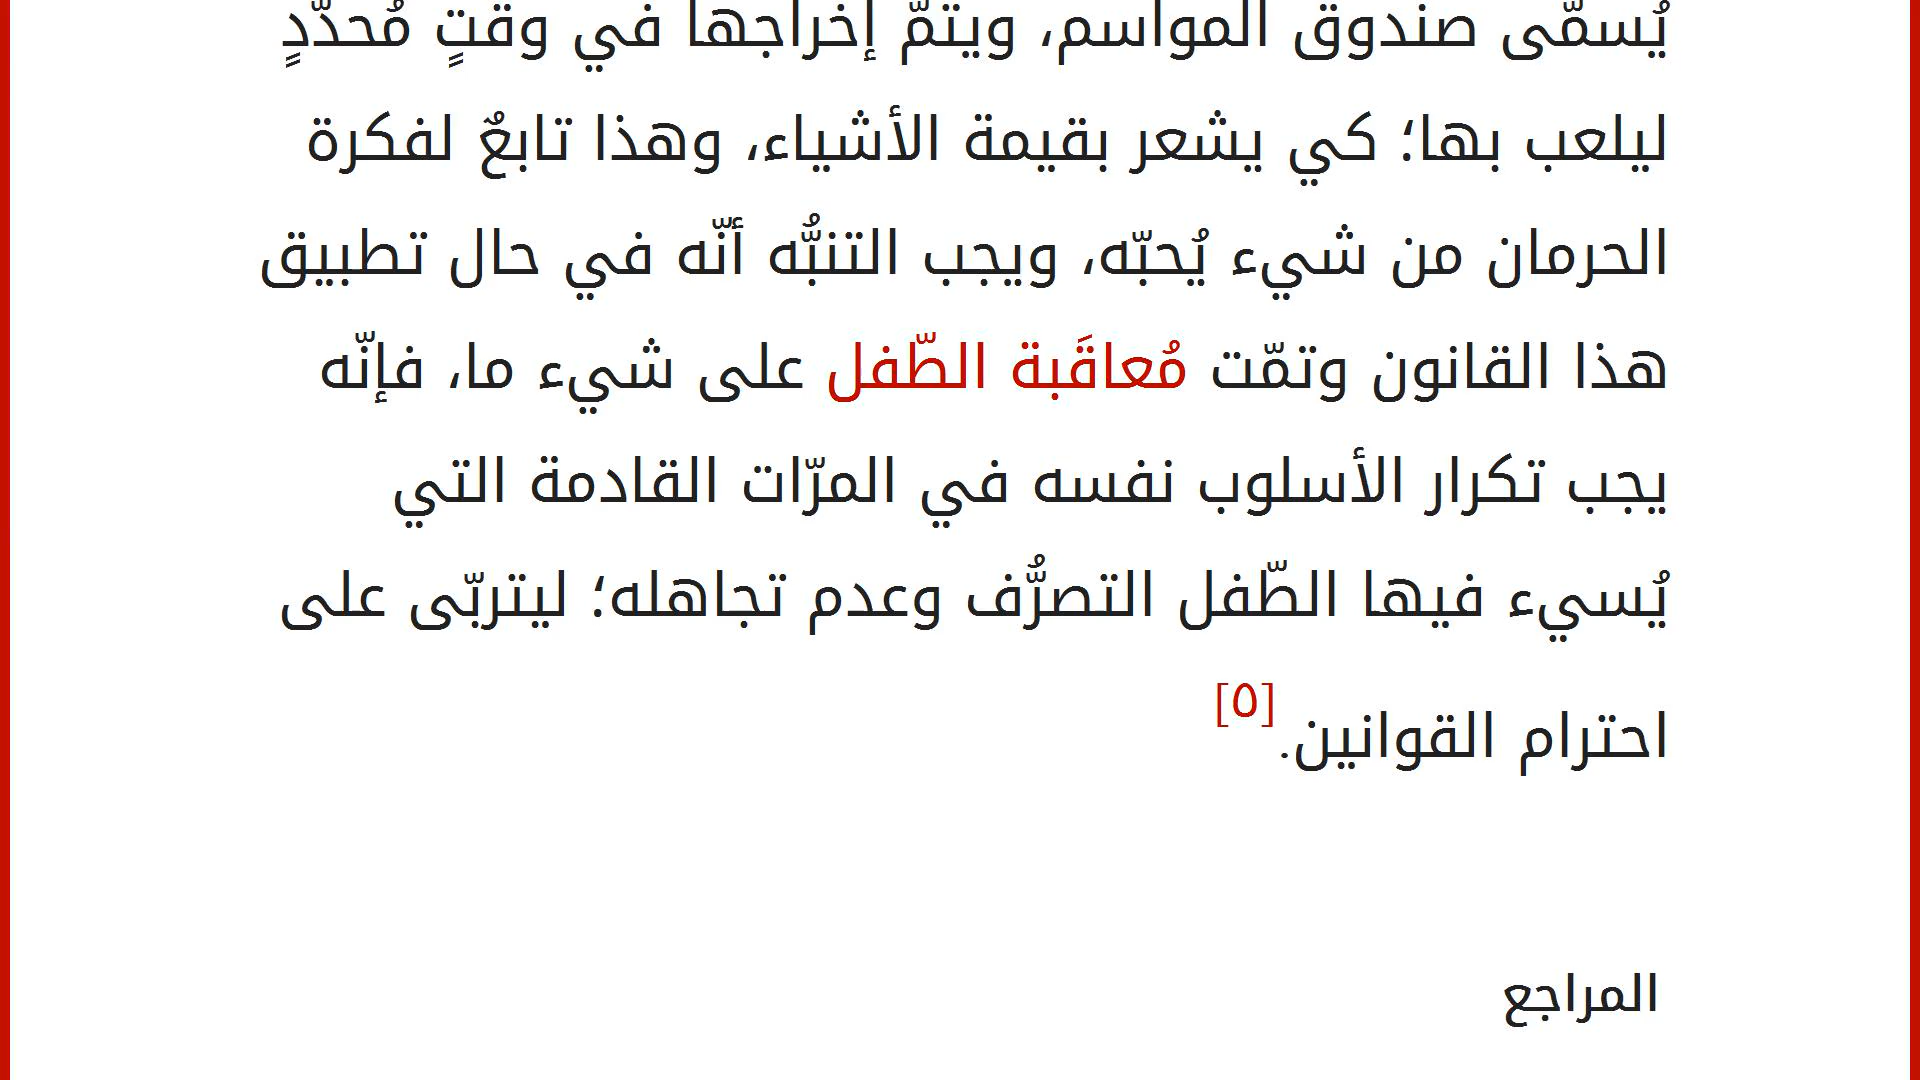 يُسمّى صندوق المواسم، ويتمّ إخراجها في وقتٍ مُحدّدٍ
ليلعب بها؛ كي يشعر بقيمة الأشياء، وهذا تابعٌ لفكرة
الحرمان من شيء يُحبّه، ويجب التنبُّه أنّه في حال تطبيق
هذا القانون وتمّت مُعاقَبة الطّفل على شيء ما، فإنّه
يجب تكرار الأسلوب نفسه في المرّات القادمة التي
يُسيء فيها الطّفل التصرُّف وعدم تجاهله؛ ليتربّى على
احترام القوانين.[٥]
المراجع